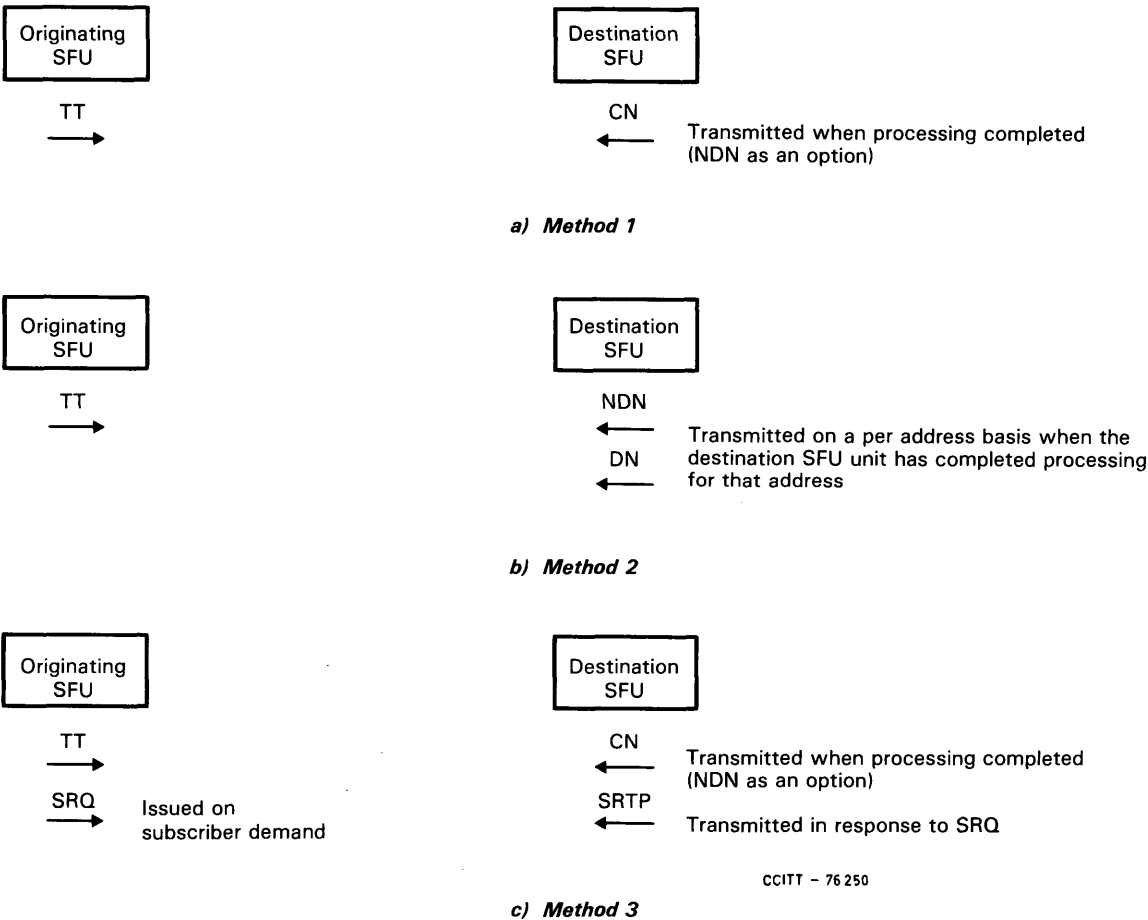 Originating
SFU
Destination
SFU
TT
CN
Transmitted when processing completed
(NDN as an option)
a) Method 1
Originating
SFU
Destination
SFU
TT
NDN
DN
Transmitted on a per address basis when the
destination SFU unit has completed processing
for that address
b) Method 2
Originating
SFU
Destination
SFU
TT
CN
Transmitted when processing completed
(NDN as an option)
SRQ
Issued on
subscriber demand
SRTP
Transmitted in response to SRQ
CCITT – 76 250
c) Method 3